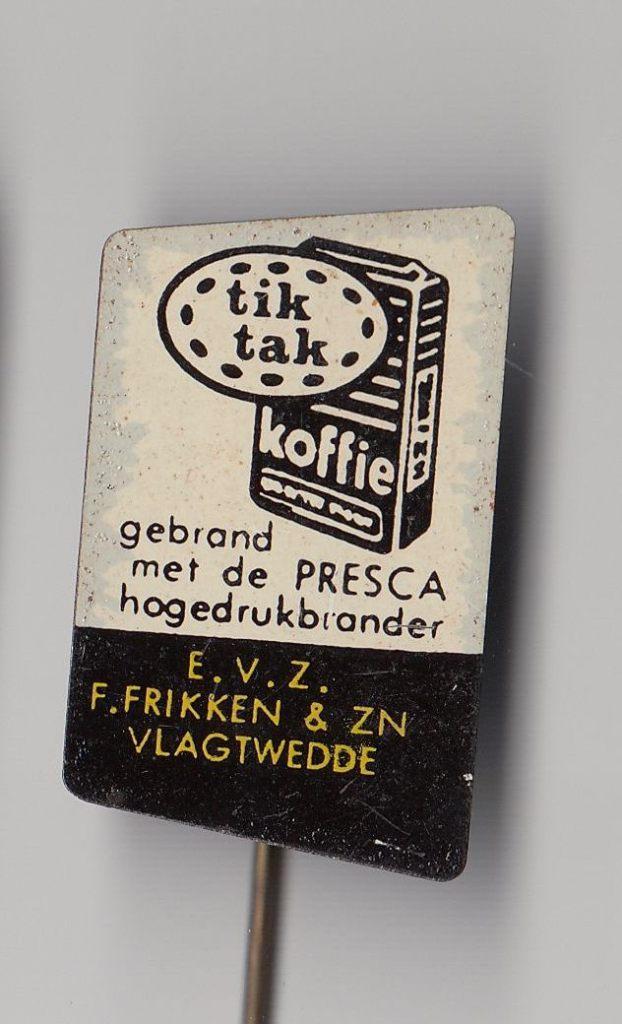 tik
tak
koffie
gebrand
met de PRESCA
hogedrukbrander
E. V. Z.
F. FRIKKEN & ZN
VLAGTWEDDE